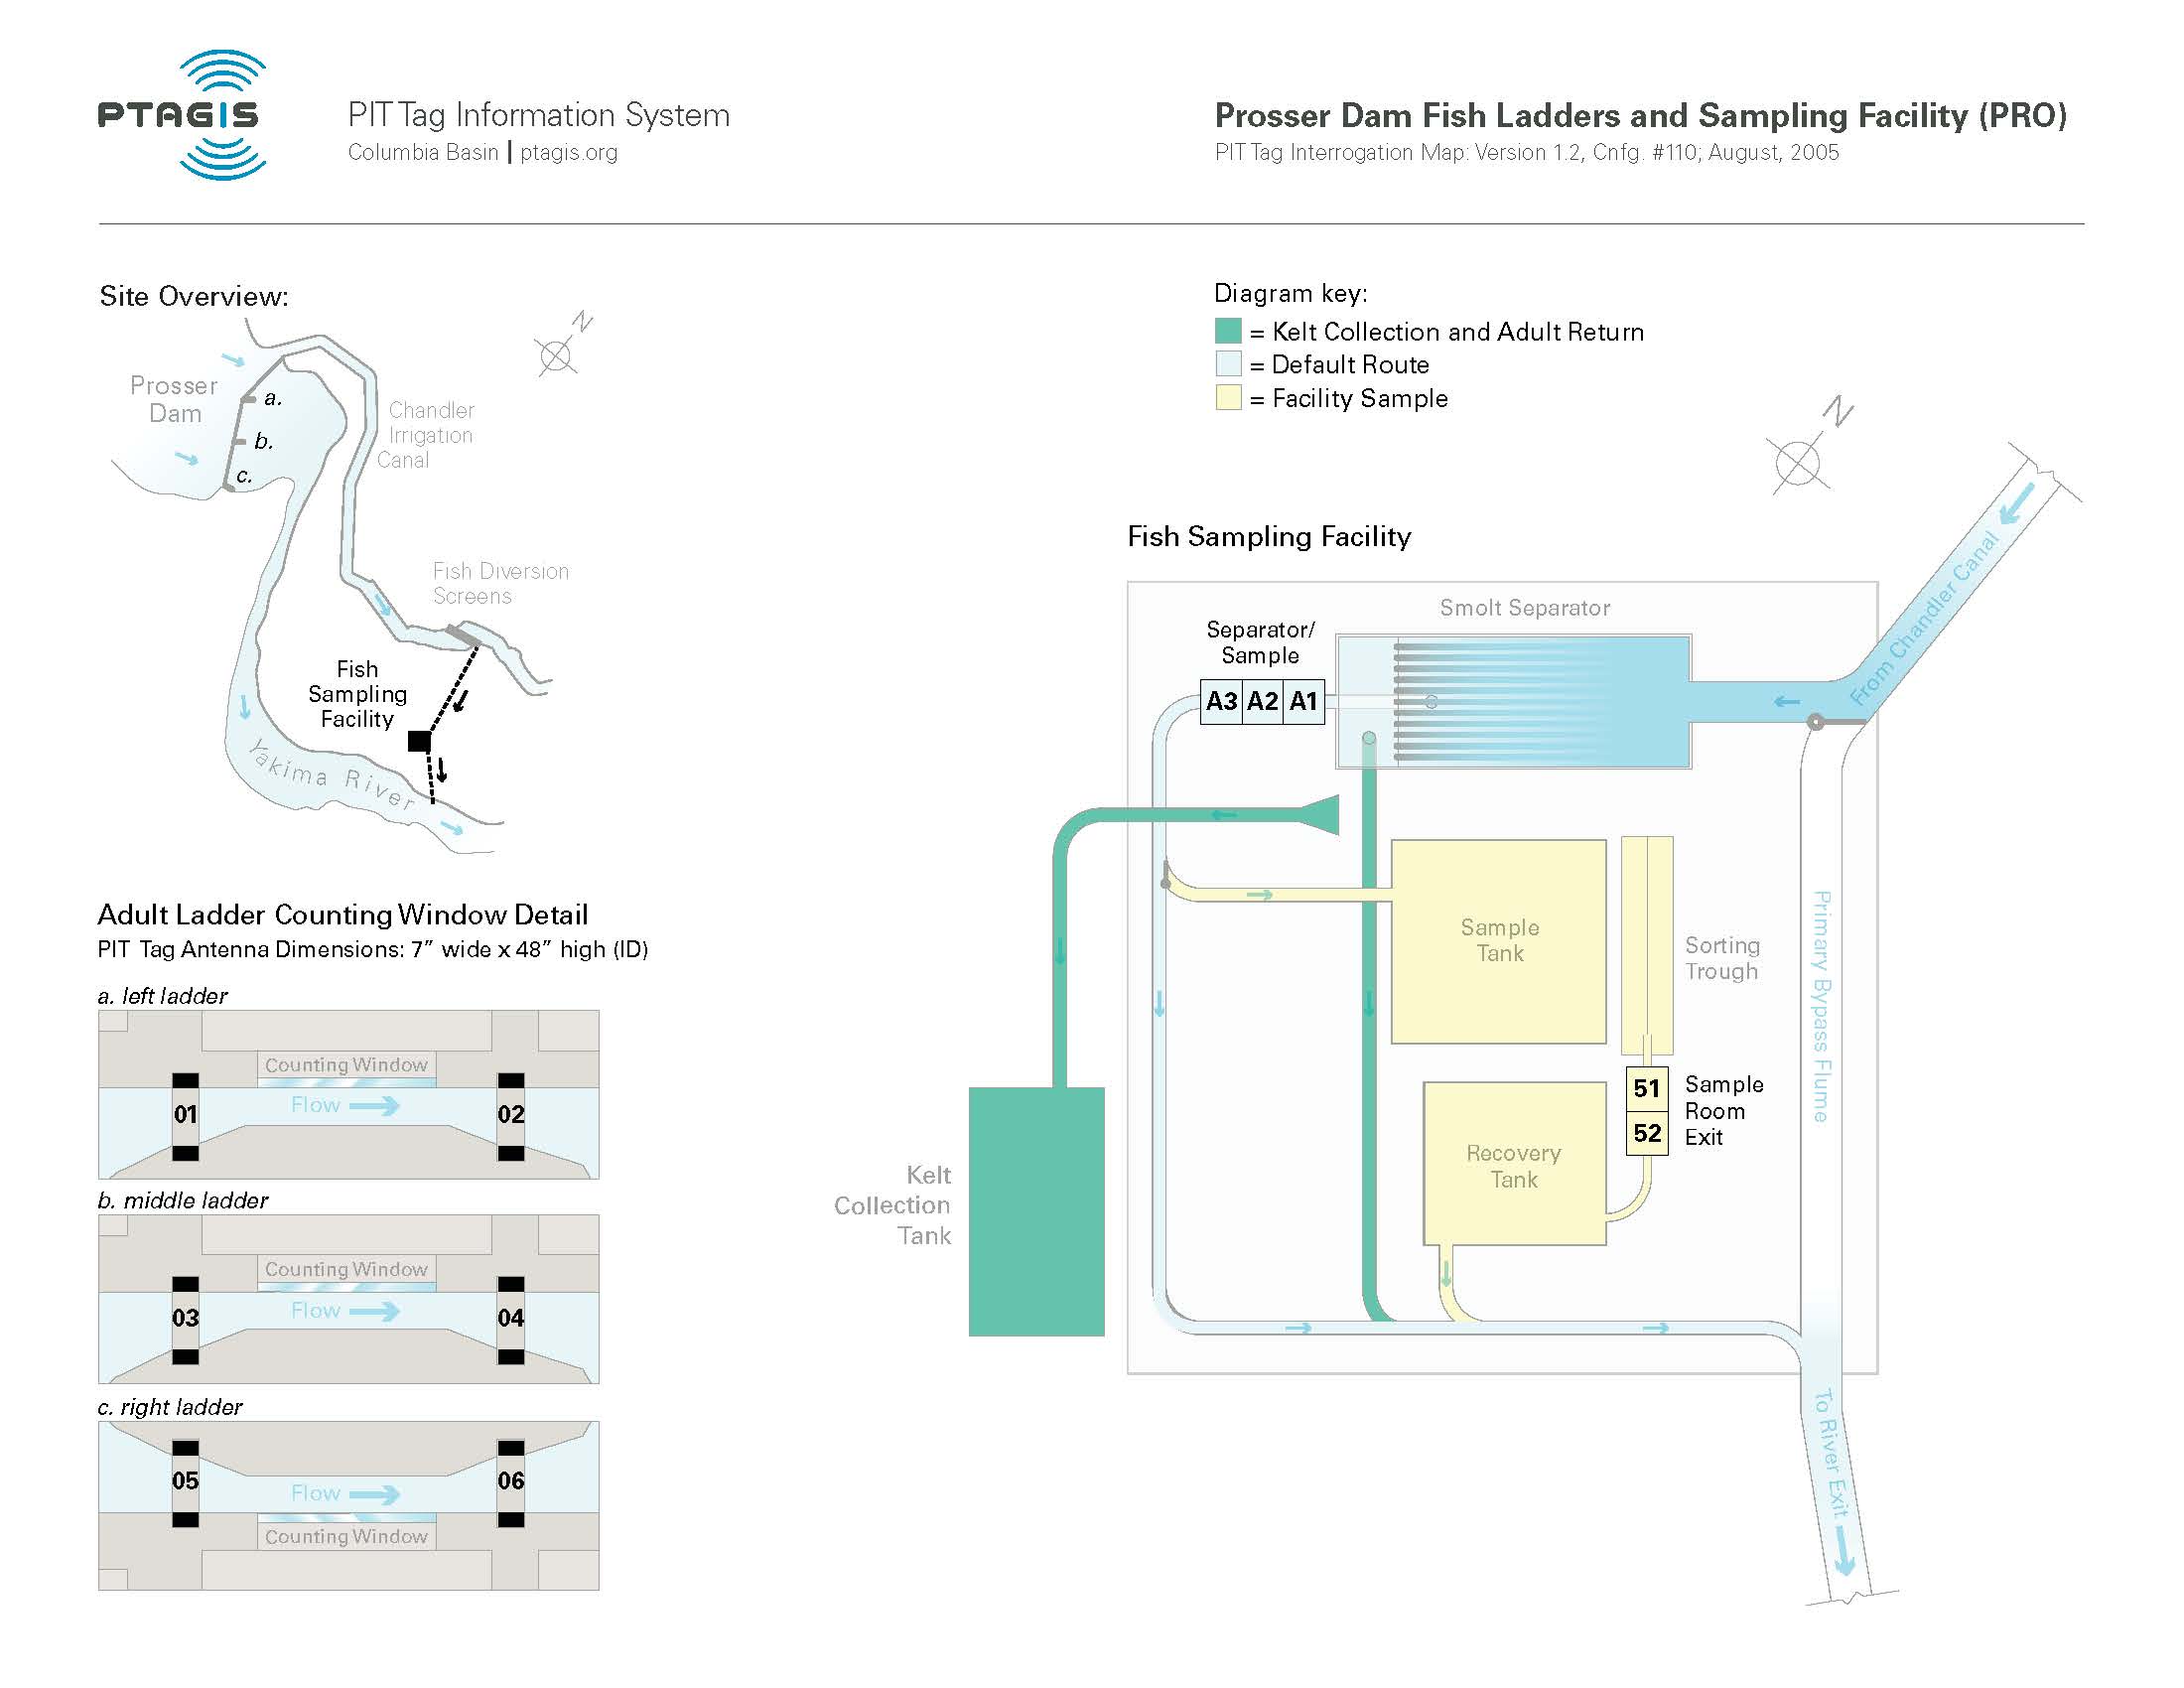 PTAGIS
PIT Tag Information System
Columbia Basin | ptagis.org
Prosser Dam Fish Ladders and Sampling Facility (PRO)
PIT Tag Interrogation Map: Version 1.2, Cnfg. #110; August, 2005
Site Overview:
N
Prosser
Dam
a.
b.
c.
Chandler
Irrigation
Canal
Fish Diversion
Screens
Fish
Sampling
Facility
Yakima River
Diagram key:
= Kelt Collection and Adult Return
= Default Route
= Facility Sample
N
Fish Sampling Facility
Smolt Separator
Separator/
Sample
A3 A2 A1
From Chandler Canal
Sample
Tank
Sorting
Trough
Primary Bypass Flume
51
52
Sample
Room
Exit
Recovery
Tank
Kelt
Collection
Tank
To River Exit
Adult Ladder Counting Window Detail
PIT Tag Antenna Dimensions: 7” wide x 48” high (ID)
a. left ladder
Counting Window
01
Flow
02
b. middle ladder
Counting Window
03
Flow
04
c. right ladder
05
Flow
06
Counting Window